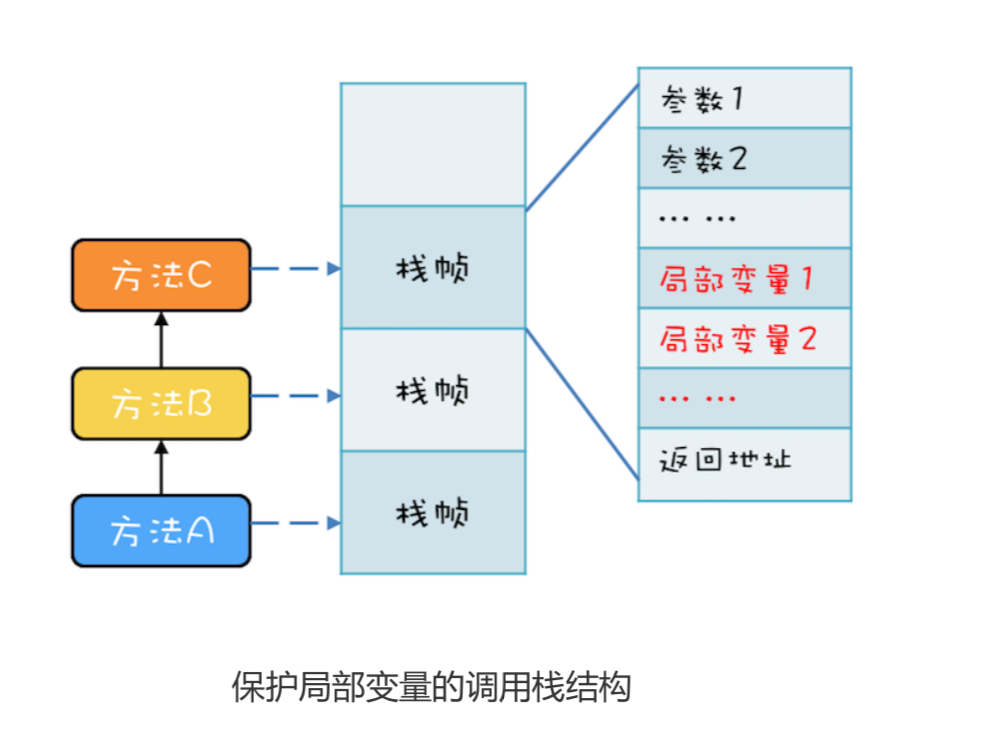 参数1
参数2
... ...
方法C
栈帧
局部变量1
局部变量2
方法B
栈帧
... ...
返回地址
方法A
栈帧
保护局部变量的调用栈结构